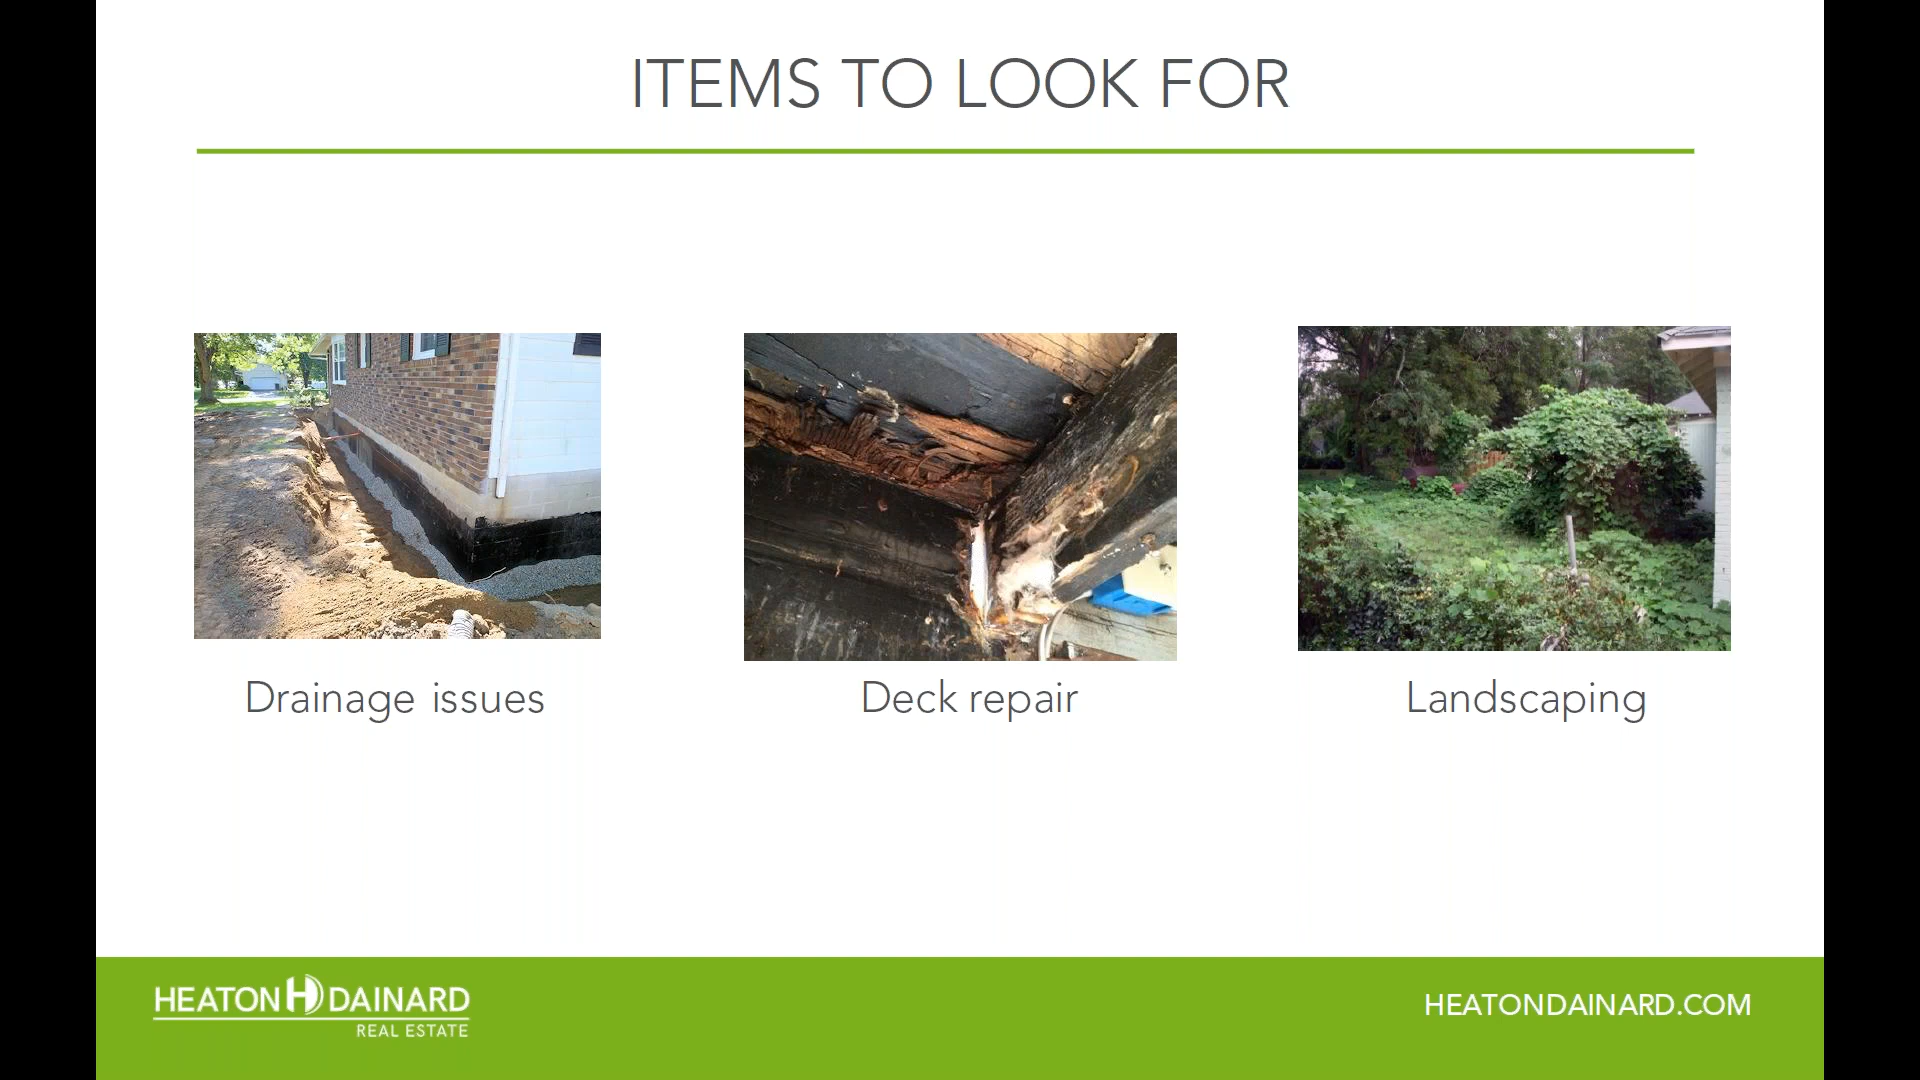 ITEMS TO LOOK FOR
Drainage issues
Deck repair
Landscaping
HEATON H DAINARD
REAL ESTATE
HEATONDAINARD.COM